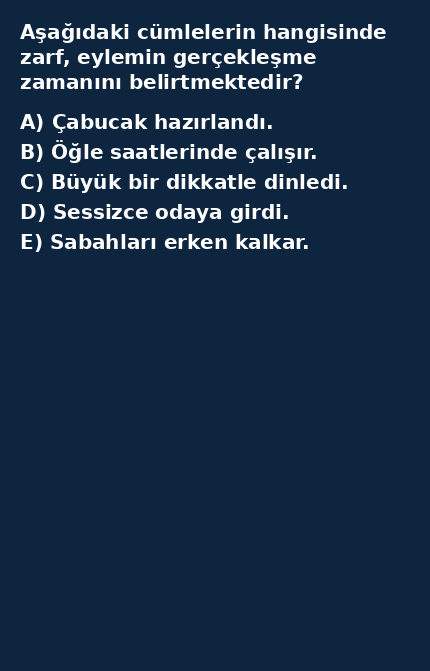 Aşağıdaki cümlelerin hangisinde
zarf, eylemin gerçekleşme
zamanını belirtmektedir?
A) Çabucak hazırlandı.
B) Öğle saatlerinde çalışır.
C) Büyük bir dikkatle dinledi.
D) Sessizce odaya girdi.
E) Sabahları erken kalkar.